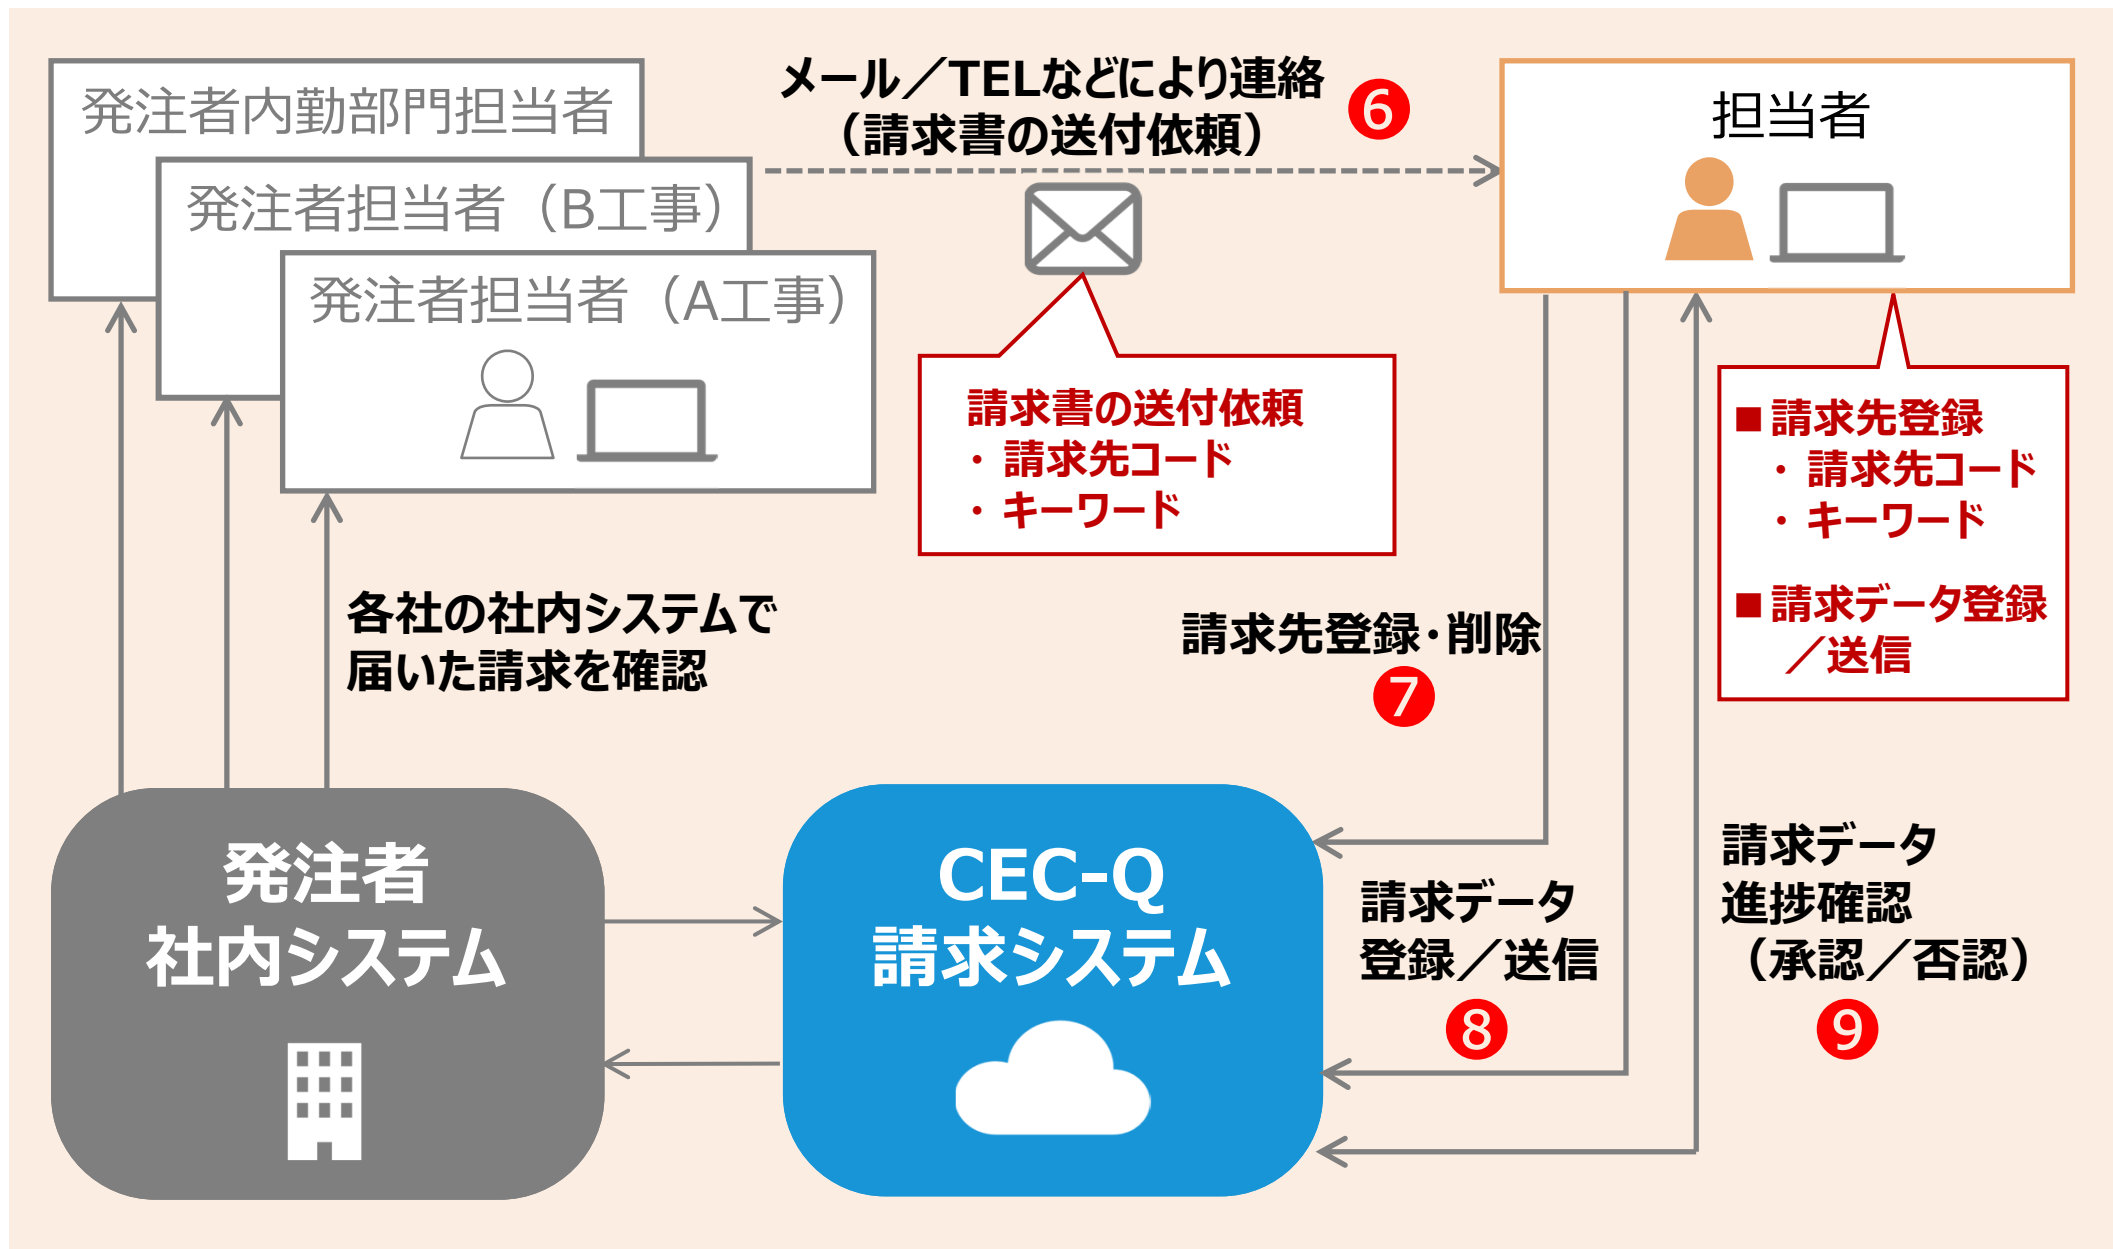 発注者内勤部門担当者
発注者担当者（B工事）
発注者担当者（A工事）
メール／TELなどにより連絡
（請求書の送付依頼）
❻
担当者
請求書の送付依頼
・請求先コード
・キーワード
■請求先登録
・請求先コード
・キーワード
■請求データ登録
／送信
各社の社内システムで
届いた請求を確認
請求先登録･削除
❼
発注者
社内システム
CEC-Q
請求システム
請求データ
登録／送信
❽
請求データ
進捗確認
（承認／否認）
❾